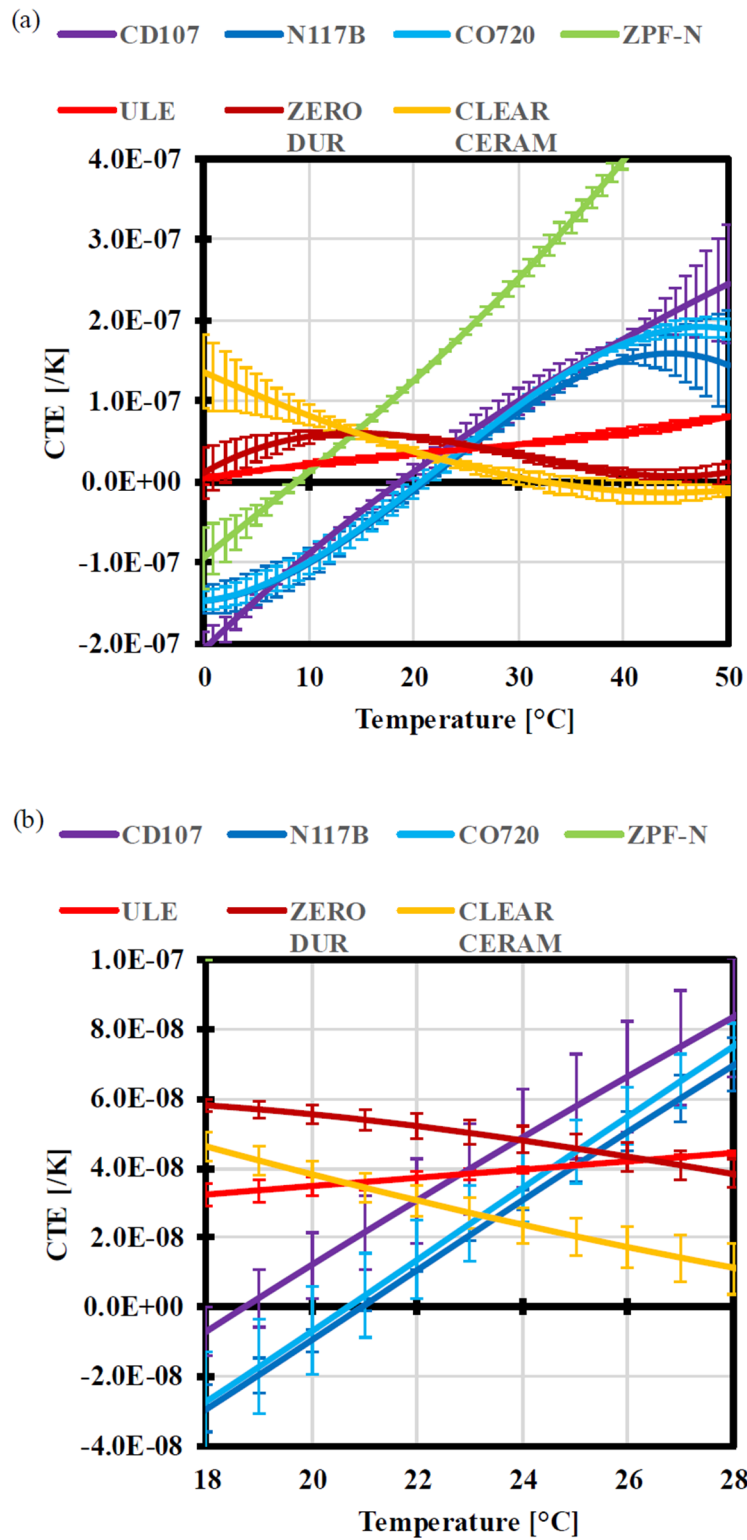 (a)
CD107 N117B CO720 ZPF-N
ULE ZERO CLEAR
DUR CERAM
4.0E-07
3.0E-07
2.0E-07
1.0E-07
0.0E+00
-1.0E-07
-2.0E-07
CTE [/K]
0 10 20 30 40 50
Temperature [°C]
(b)
CD107 N117B CO720 ZPF-N
ULE ZERO CLEAR
DUR CERAM
1.0E-07
8.0E-08
6.0E-08
4.0E-08
2.0E-08
0.0E+00
-2.0E-08
-4.0E-08
CTE [/K]
18 20 22 24 26 28
Temperature [°C]